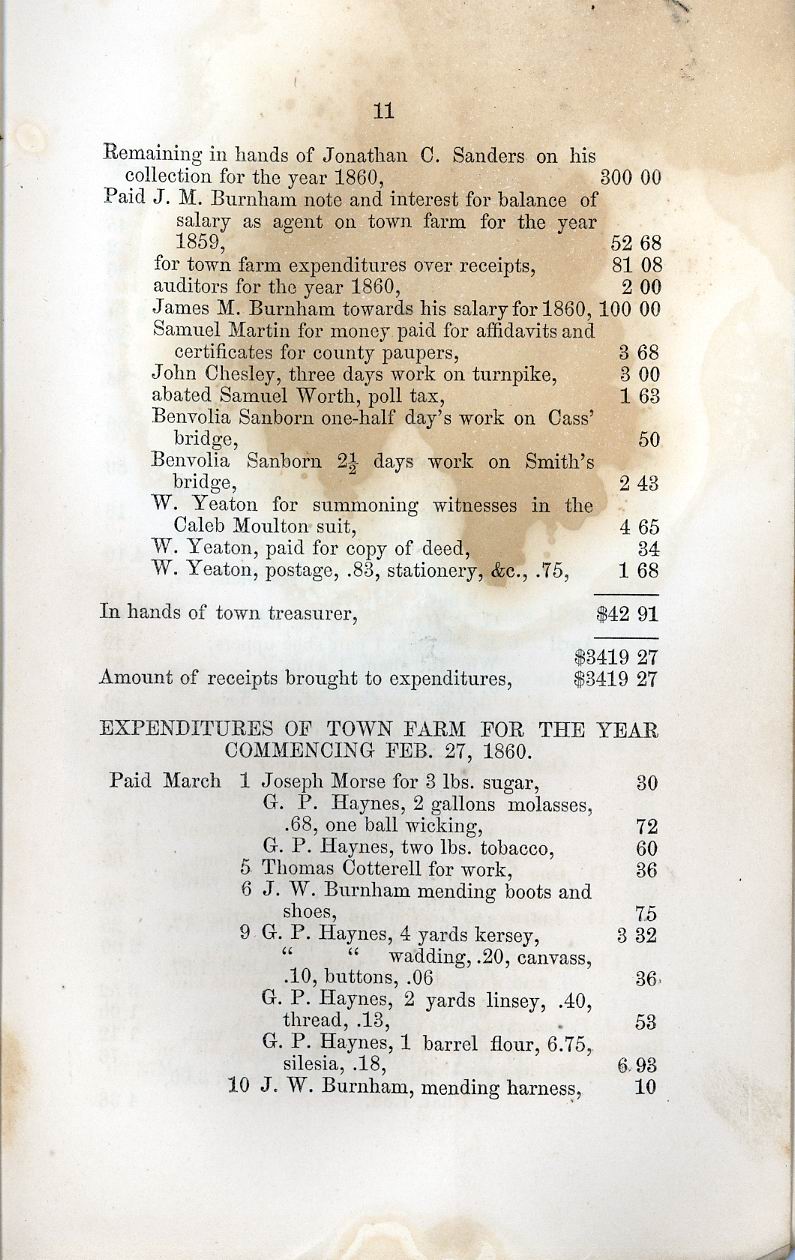 11
Remaining in hands of Jonathan C. Sanders on his
collection for the year 1860, 300 00
Paid J. M. Burnham note and interest for balance of
salary as agent on town farm for the year
1859, 52 68
for town farm expenditures over receipts, 81 08
auditors for the year 1860, 2 00
James M. Burnham towards his salary for 1860, 100 00
Samuel Martin for money paid for affidavits and
certificates for county paupers, 3 68
John Chesley, three days work on turnpike, 3 00
abated Samuel Worth, poll tax, 1 63
Benvolia Sanborn one-half day's work on Cass'
bridge, 50
Benvolia Sanborn 2½ days work on Smith's
bridge, 2 43
W. Yeaton for summoning witnesses in the
Caleb Moulton suit, 4 65
W. Yeaton, paid for copy of deed, 34
W. Yeaton, postage, .83, stationery, &c., .75, 1 68
In hands of town treasurer, $42 91
$3419 27
Amount of receipts brought to expenditures, $3419 27
EXPENDITURES OF TOWN FARM FOR THE YEAR
COMMENCING FEB. 27, 1860.
Paid March 1 Joseph Morse for 3 lbs. sugar, 30
G. P. Haynes, 2 gallons molasses,
.68, one ball wicking, 72
G. P. Haynes, two lbs. tobacco, 60
5 Thomas Cotterell for work, 36
6 J. W. Burnham mending boots and
shoes, 75
9 G. P. Haynes, 4 yards kersey, 3 32
“ “ wadding, .20, canvass,
.10, buttons, .06 36
G. P. Haynes, 2 yards linsey, .40,
thread, .13, 53
G. P. Haynes, 1 barrel flour, 6.75,
silesia, .18, 6 93
10 J. W. Burnham, mending harness, 10